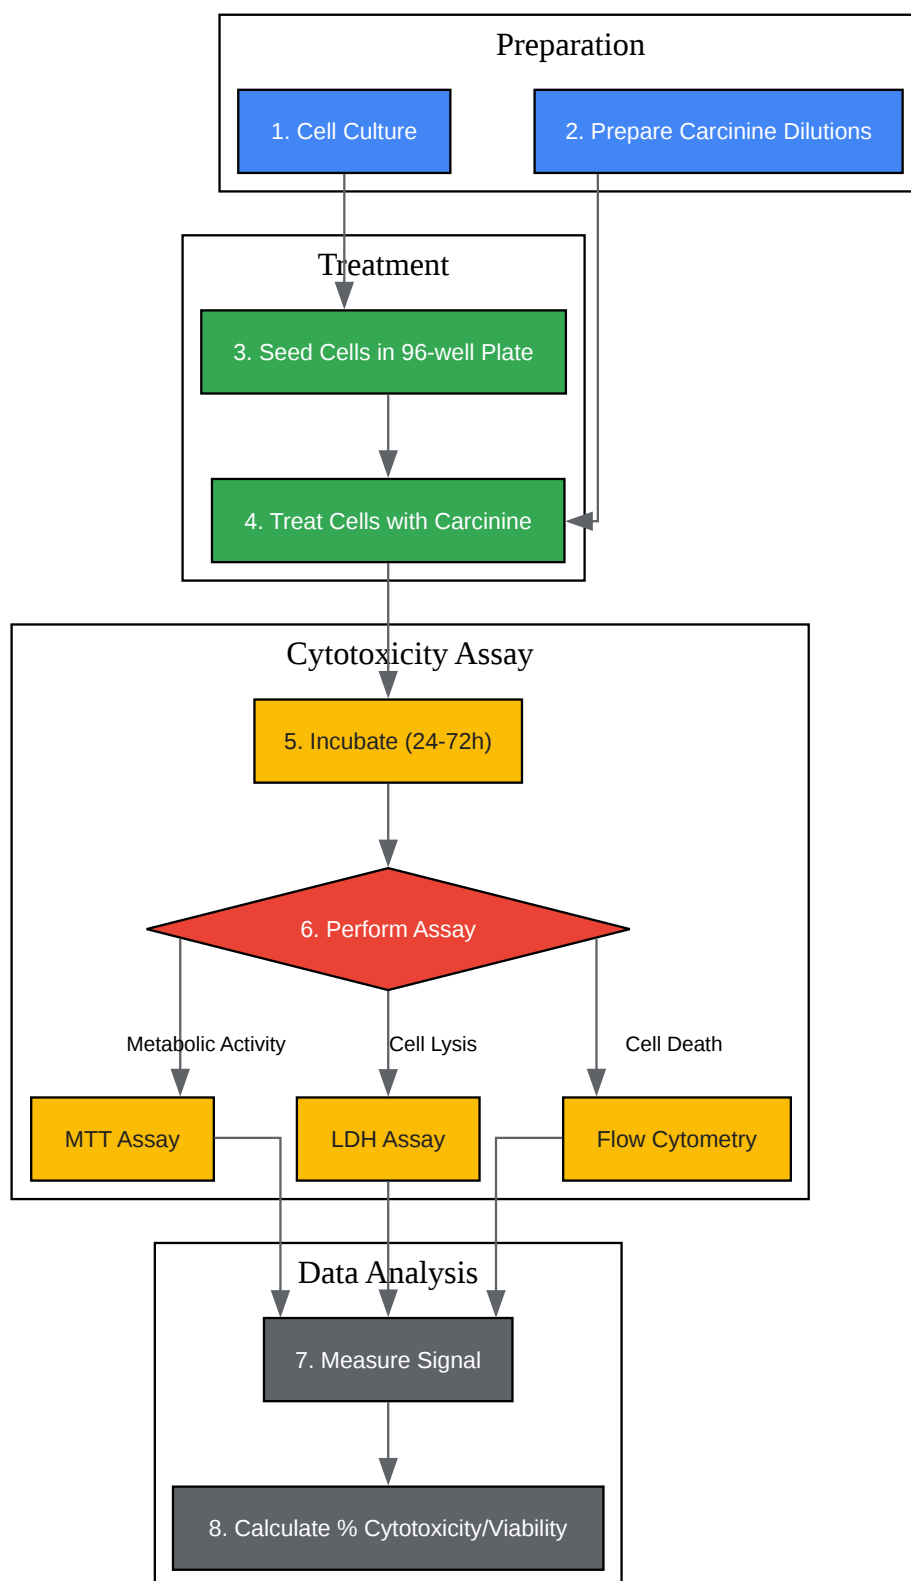 Preparation
1. Cell Culture
2. Prepare Carcinine Dilutions
Treatment
3. Seed Cells in 96-well Plate
4. Treat Cells with Carcinine
Cytotoxicity Assay
5. Incubate (24-72h)
6. Perform Assay
Metabolic Activity
Cell Lysis
Cell Death
MTT Assay
LDH Assay
Flow Cytometry
Data Analysis
7. Measure Signal
8. Calculate % Cytotoxicity/Viability